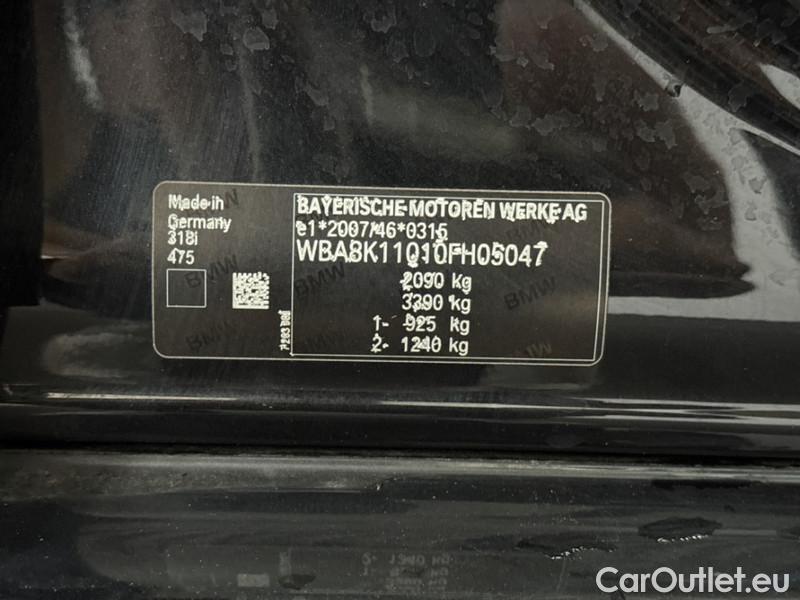 Made in
Germany
318i
475
BAYERISCHE MOTOREN WERKE AG
e1*2007/46*0315
WBA8K11010FH05047
2090 kg
3390 kg
1- 925 kg
2- 1240 kg
BMW
CarOutlet.eu